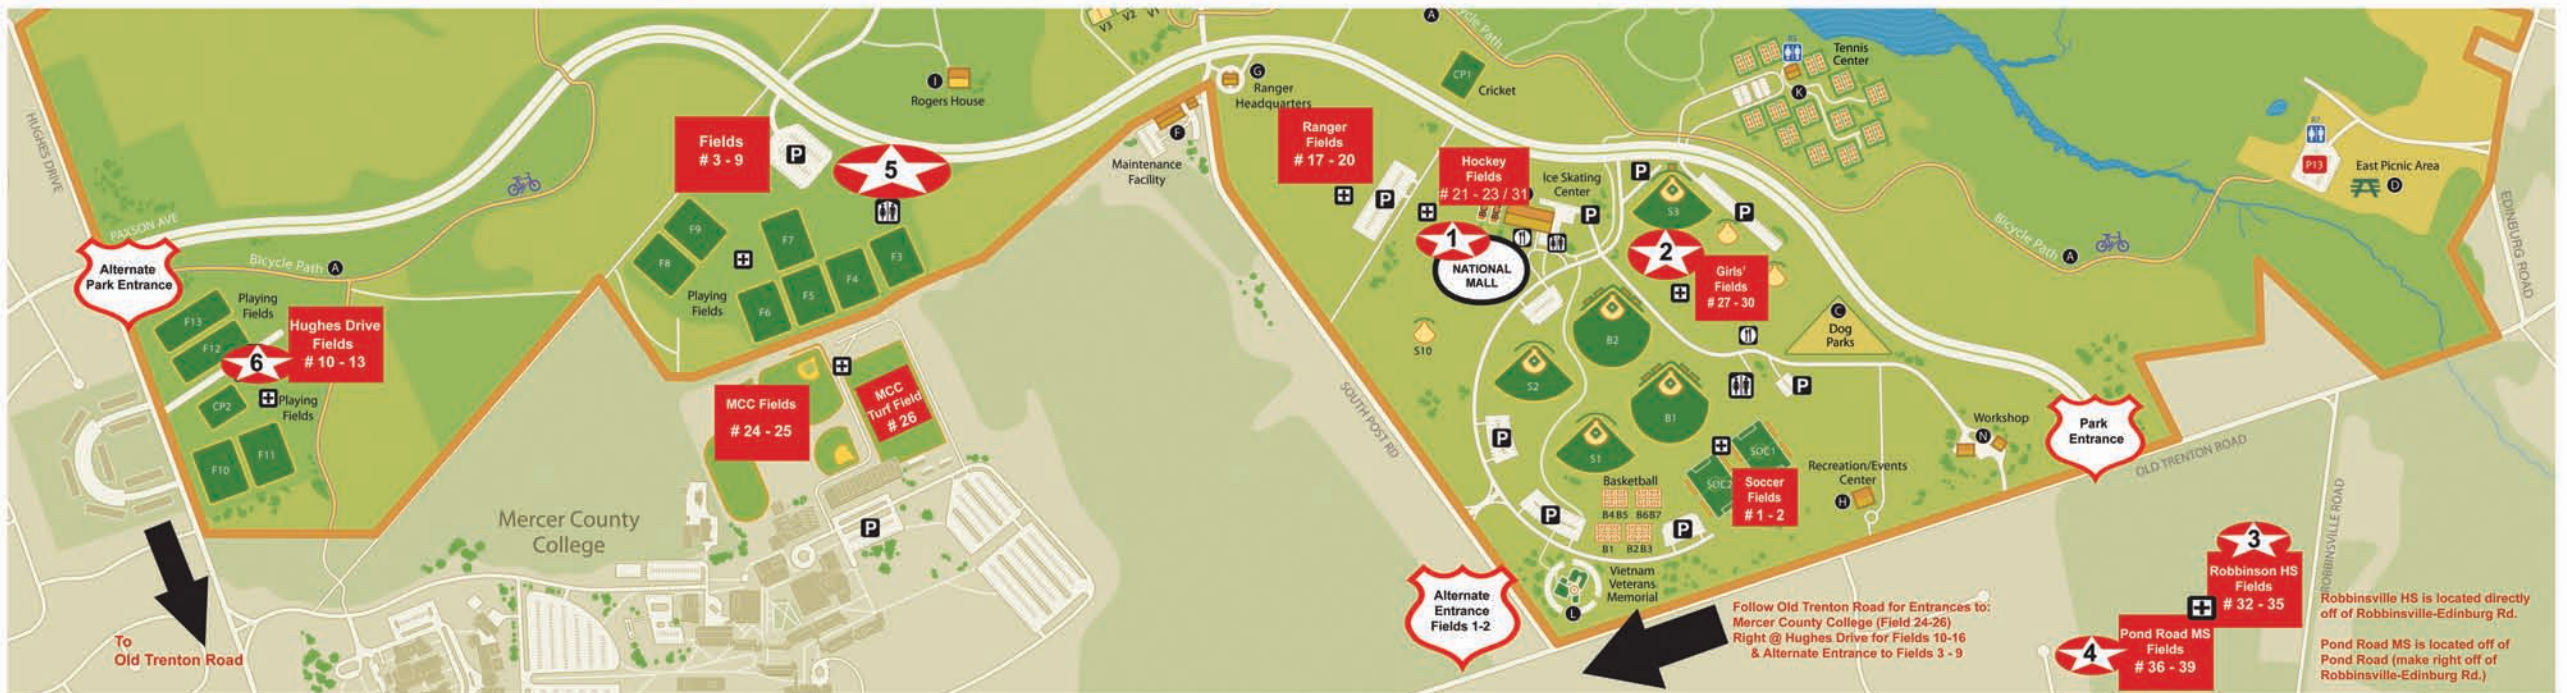 V3
V2
V1
A
Bicycle Path
HUGHES DRIVE
PAXSON AVE
Bicycle Path
A
Alternate
Park Entrance
Playing
Fields
F13
F12
6
Hughes Drive
Fields
# 10 - 13
CP2
Playing
Fields
F10
F11
To
Old Trenton Road
Fields
# 3 - 9
P
5
I
Rogers House
F9
F8
F7
F6
F5
F4
F3
Playing
Fields
MCC Fields
# 24 - 25
MCC
Turf Field
# 26
Mercer County
College
P
G
Ranger
Headquarters
F
Maintenance
Facility
CP1
Cricket
Ranger
Fields
# 17 - 20
P
Hockey
Fields
# 21 - 23 / 31
Ice Skating
Center
P
1
NATIONAL
MALL
P
S3
P
2
Girls'
Fields
# 27 - 30
Tennis
Center
K
C
Dog
Parks
S10
B2
S2
B1
S1
P
P
SOC1
SOC2
Soccer
Fields
# 1 - 2
Basketball
B4 B5
B6 B7
B1
B2 B3
P
P
Vietnam
Veterans
Memorial
L
Recreation/Events
Center
H
Workshop
N
Park
Entrance
SOUTH POST RD
Alternate
Entrance
Fields 1-2
Bicycle Path
A
R7
P13
East Picnic Area
D
EDINBURG ROAD
OLD TRENTON ROAD
ROBBINSVILLE ROAD
Follow Old Trenton Road for Entrances to:
Mercer County College (Field 24-26)
Right @ Hughes Drive for Fields 10-16
& Alternate Entrance to Fields 3 - 9
3
Robbinson HS
Fields
# 32 - 35
4
Pond Road MS
Fields
# 36 - 39
Robbinsville HS is located directly
off of Robbinsville-Edinburg Rd.
Pond Road MS is located off of
Pond Road (make right off of
Robbinsville-Edinburg Rd.)